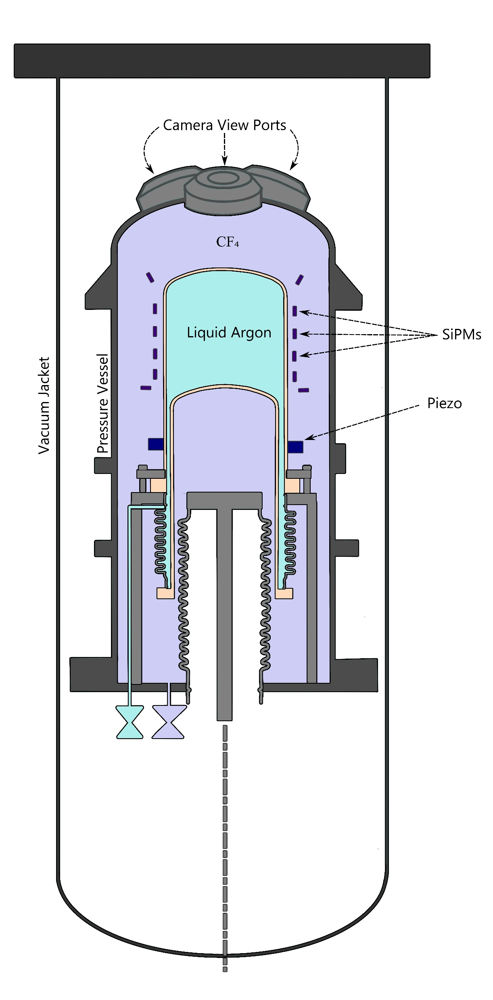 Camera View Ports
CF₄
Liquid Argon
SiPMs
Vacuum Jacket
Pressure Vessel
Piezo